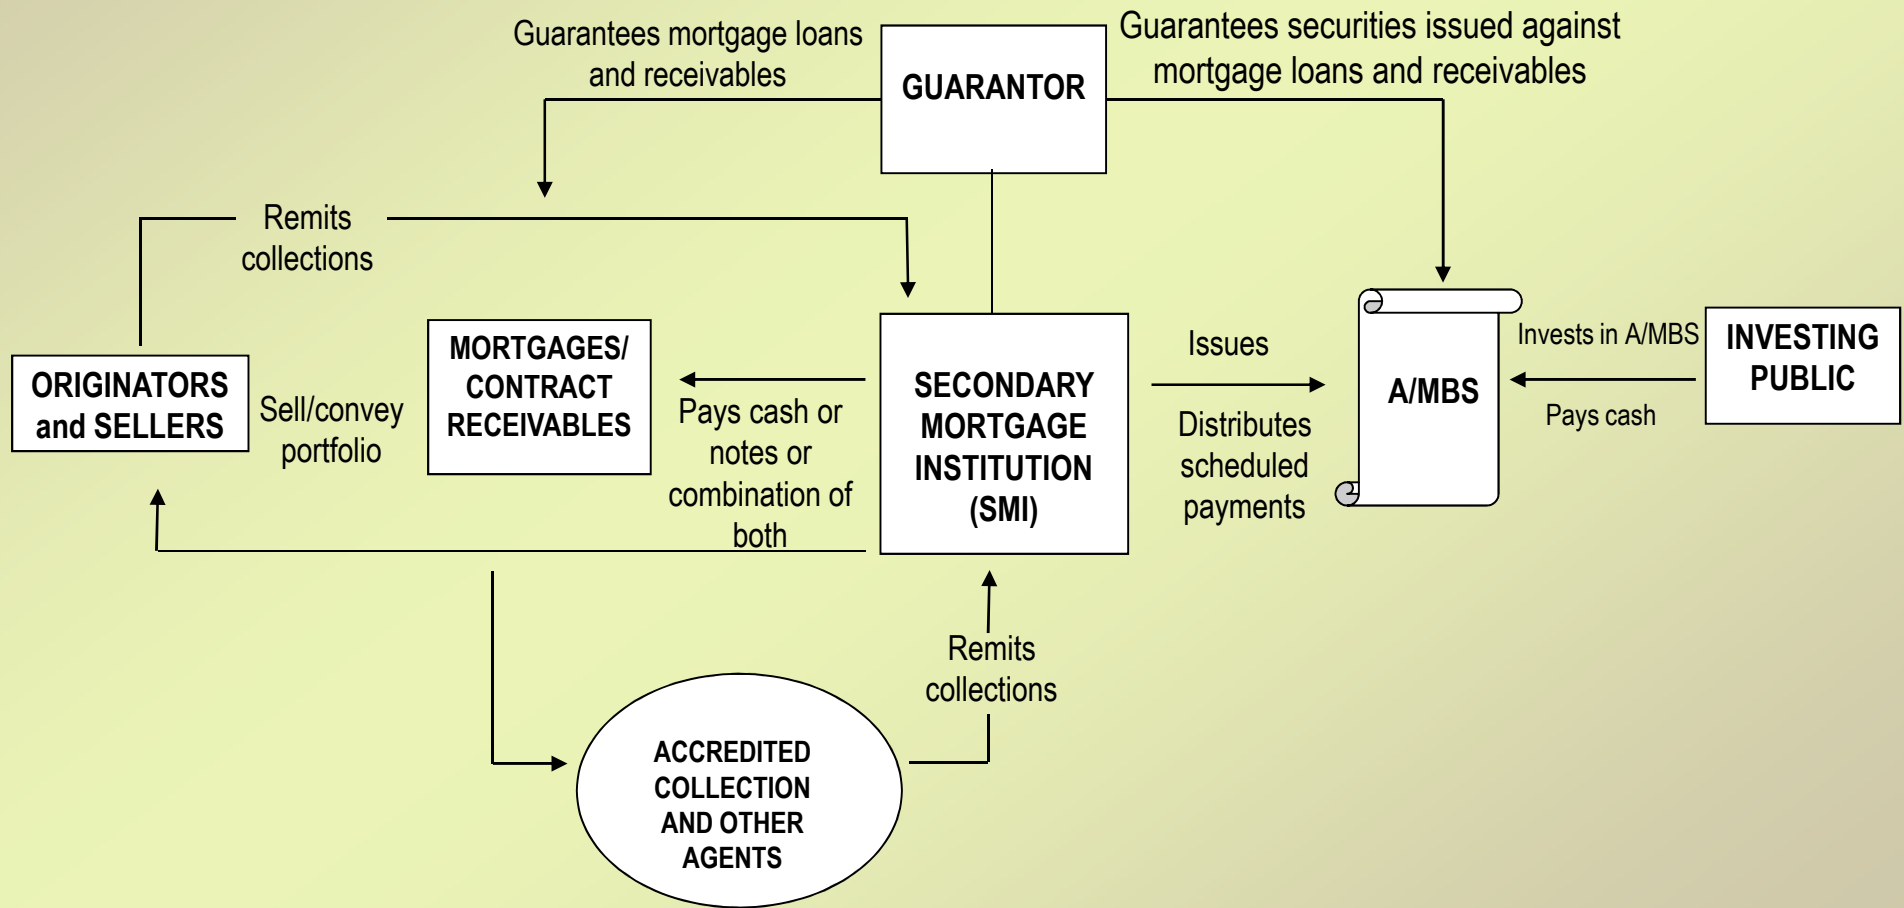 Guarantees mortgage loans
and receivables
GUARANTOR
Guarantees securities issued against
mortgage loans and receivables
Remits
collections
ORIGINATORS
and SELLERS
Sell/convey
portfolio
MORTGAGES/
CONTRACT
RECEIVABLES
Pays cash or
notes or
combination of
both
SECONDARY
MORTGAGE
INSTITUTION
(SMI)
Issues
Distributes
scheduled
payments
A/MBS
Invests in A/MBS
Pays cash
INVESTING
PUBLIC
Remits
collections
ACCREDITED
COLLECTION
AND OTHER
AGENTS